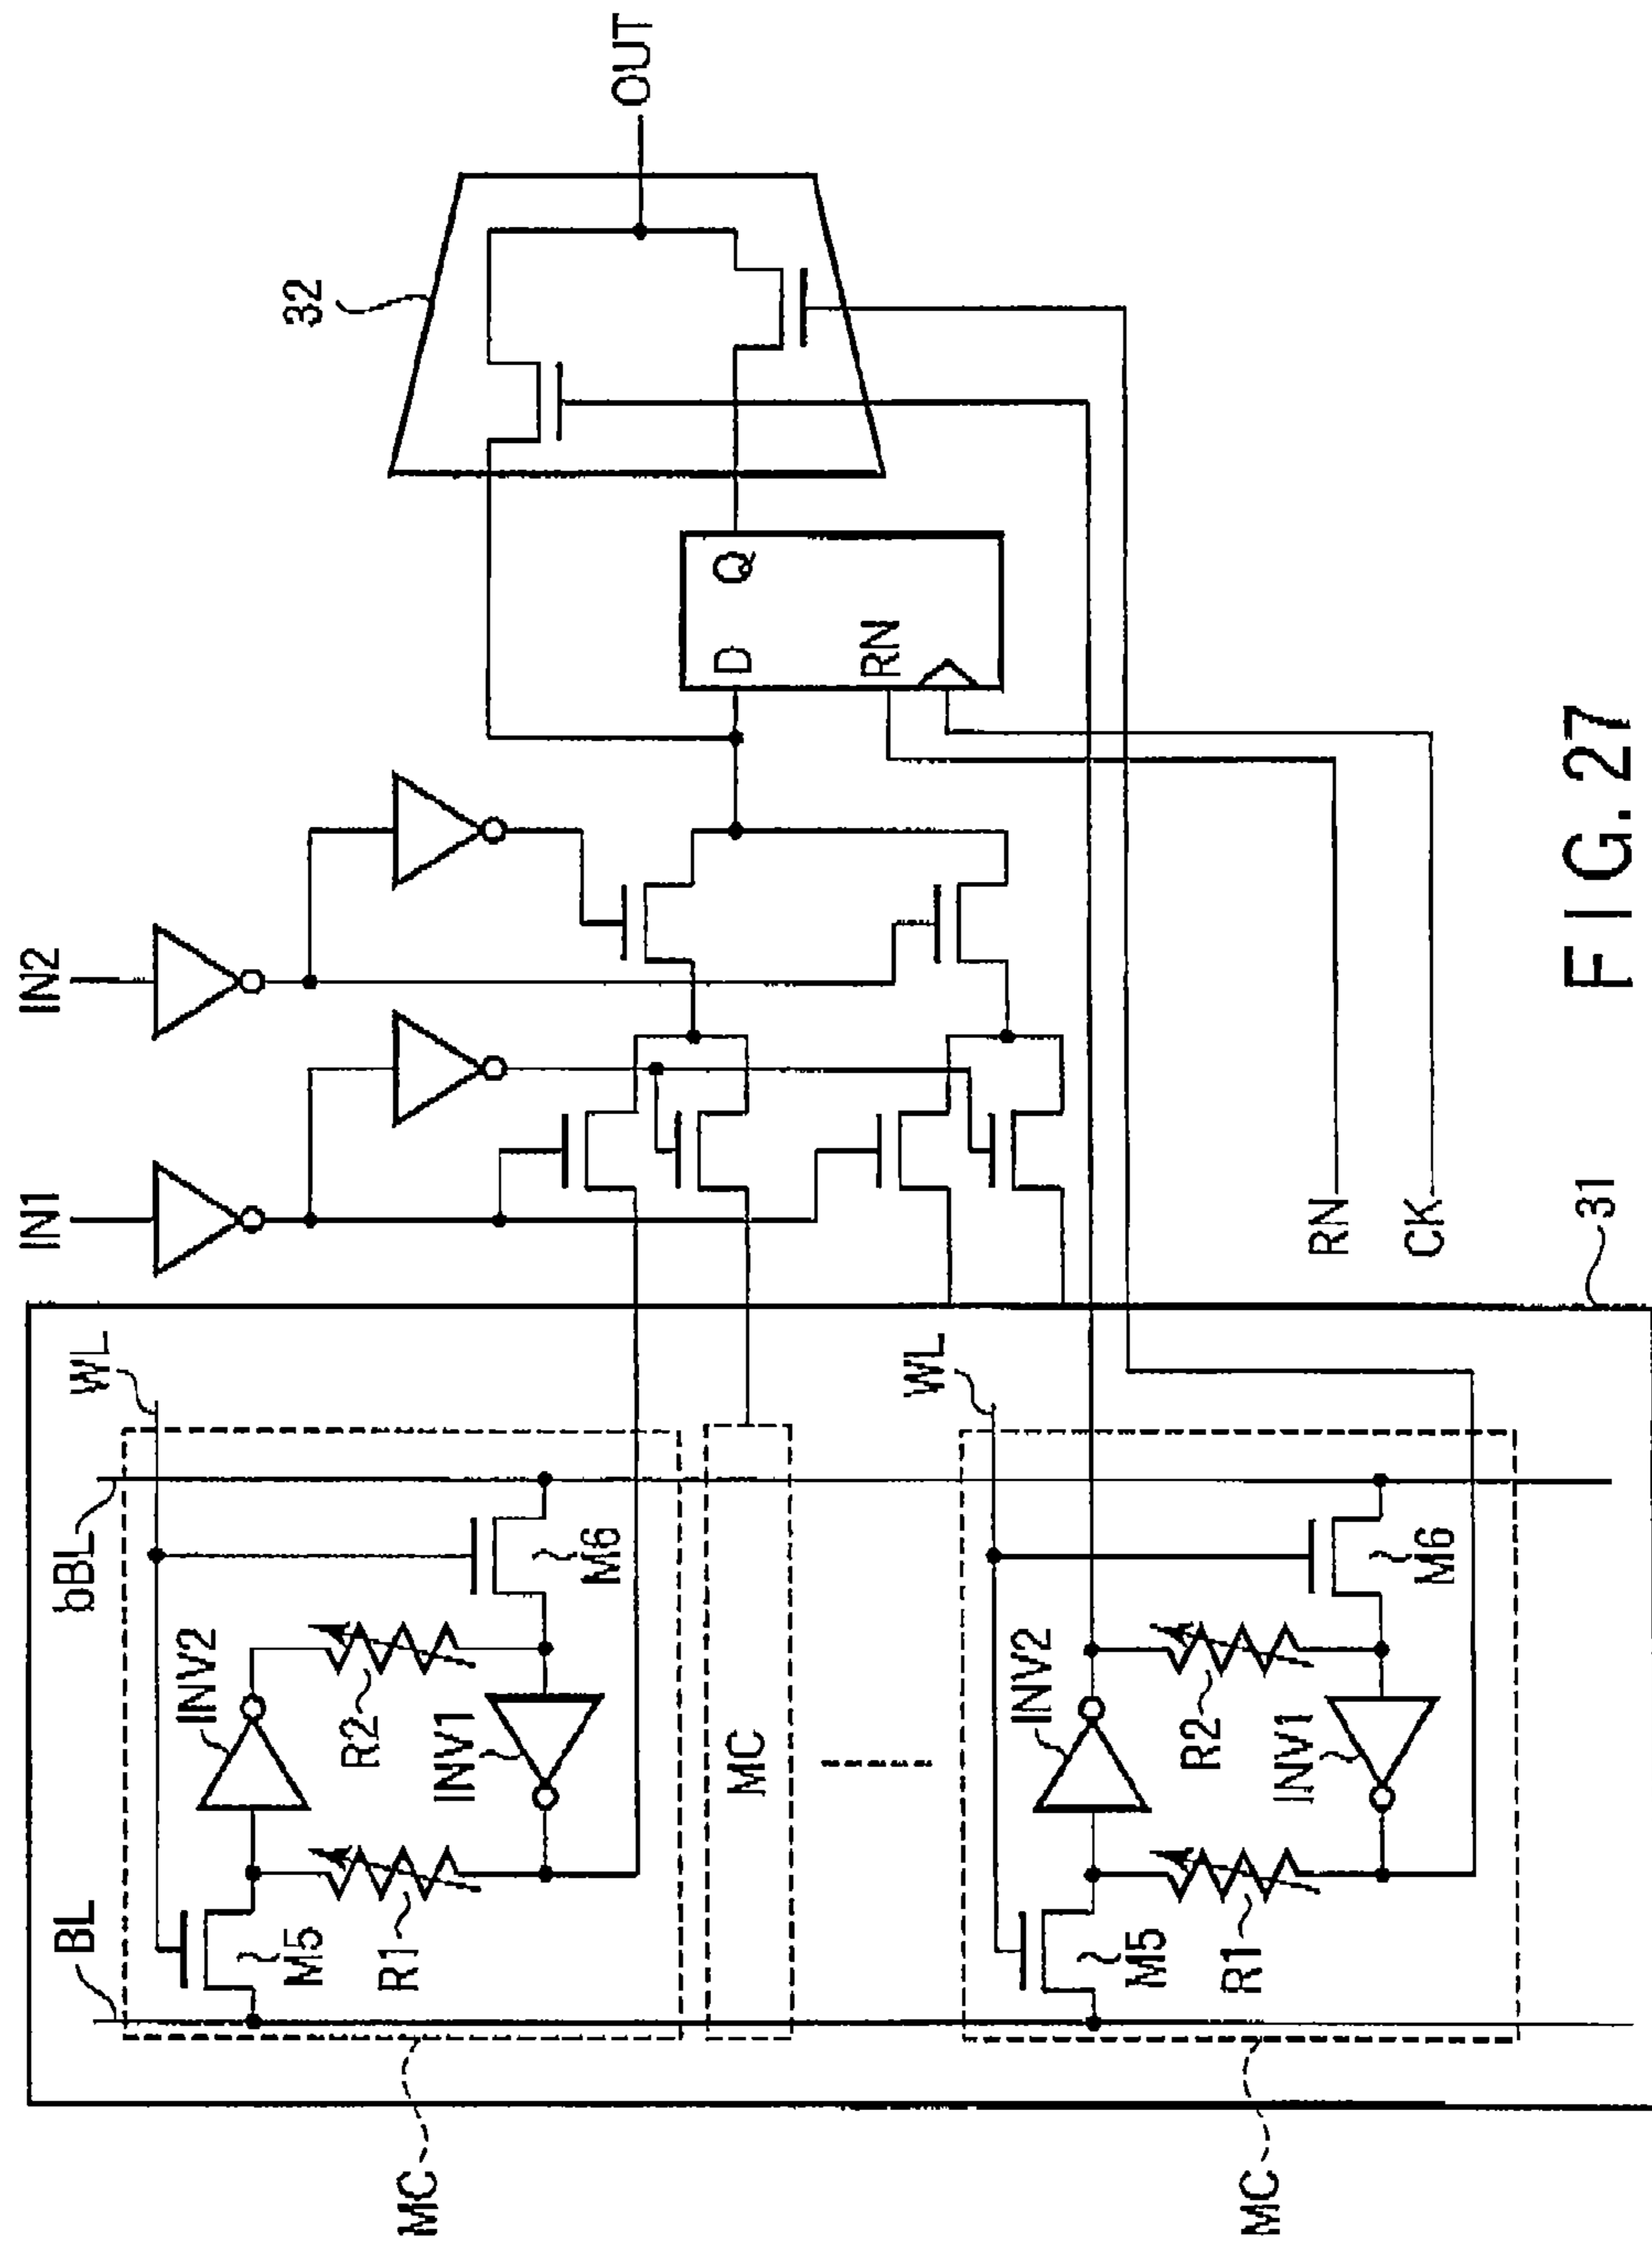 IN1
IN2
OUT
32
D
Q
RN
RN
CK
31
BL
bBL
WL
INV2
M5
R1
R2
INV1
M6
MC
MC
WL
INV2
M5
R1
R2
INV1
M6
MC
FIG. 27